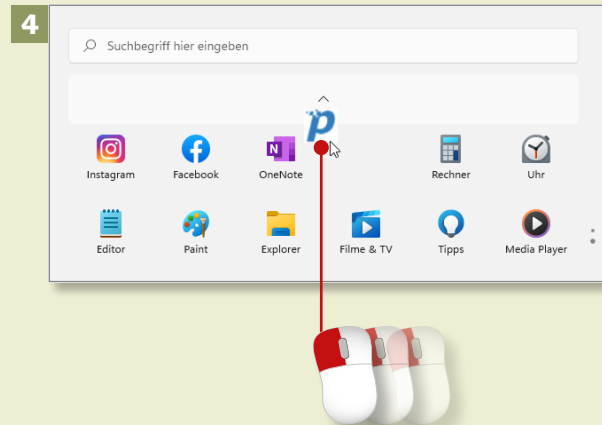 4
Suchbegriff hier eingeben
p
Instagram Facebook OneNote Rechner Uhr
Editor Paint Explorer Filme & TV Tipps Media Player